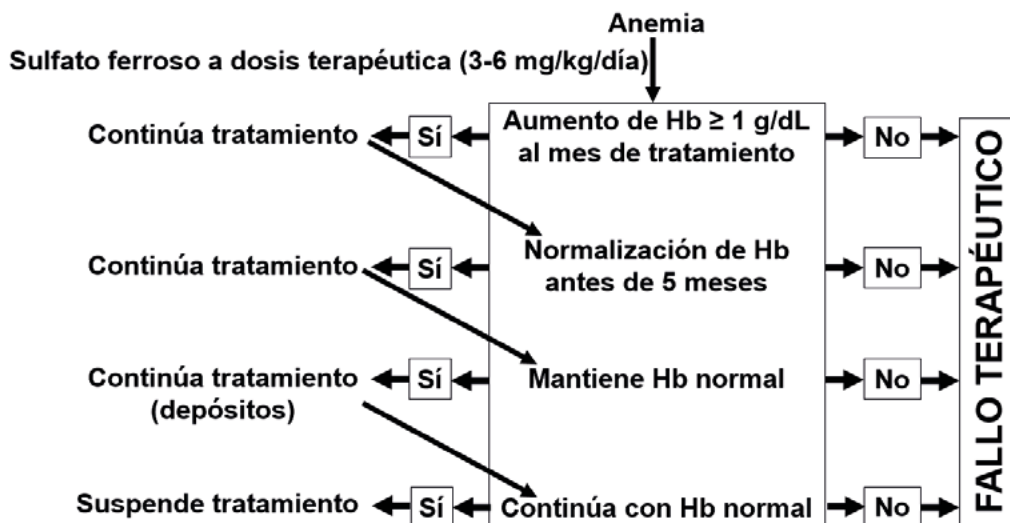 Anemia
Sulfato ferroso a dosis terapéutica (3-6 mg/kg/día)
Continúa tratamiento
Sí
Aumento de Hb ≥ 1 g/dL
al mes de tratamiento
No
Continúa tratamiento
Sí
Normalización de Hb
antes de 5 meses
No
Continúa tratamiento
(depósitos)
Sí
Mantiene Hb normal
No
Suspende tratamiento
Sí
Continúa con Hb normal
No
FALLO TERAPÉUTICO